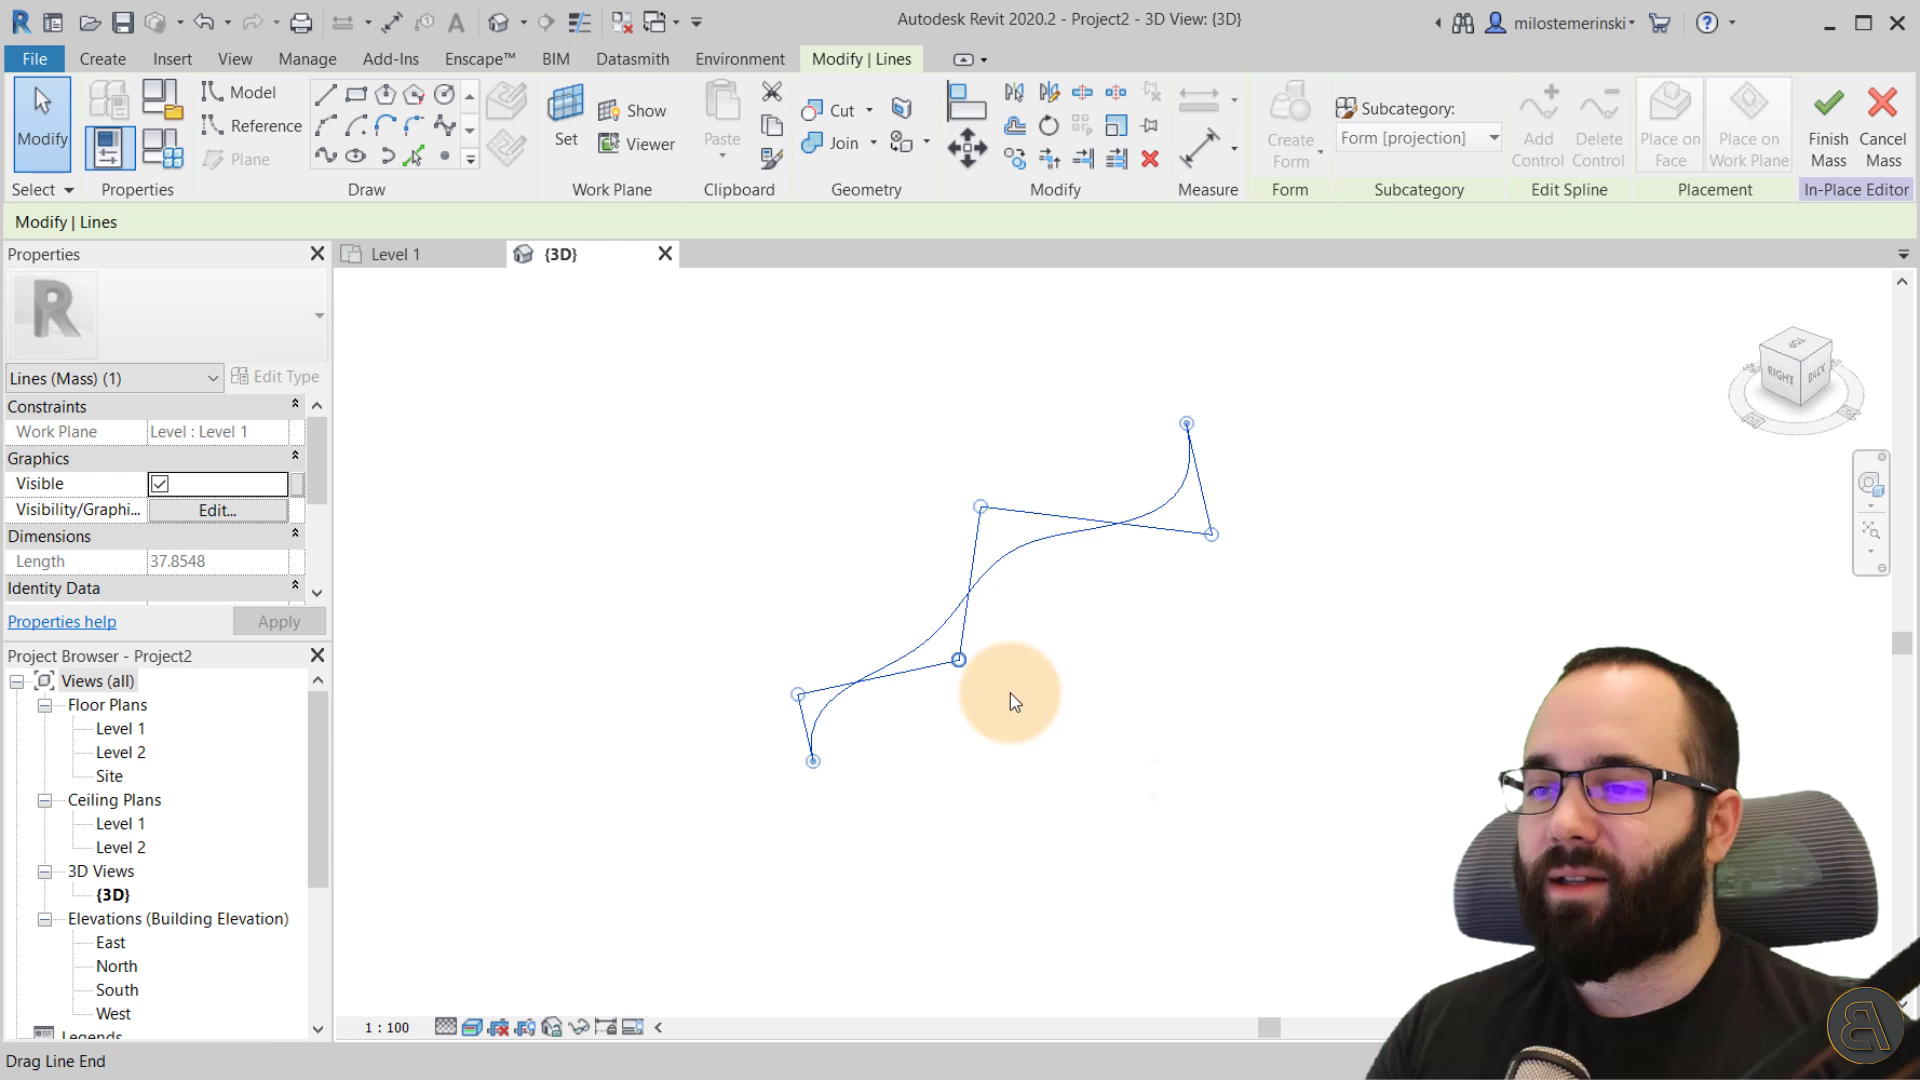 Autodesk Revit 2020.2 - Project2 - 3D View: {3D}
milostemerinski
File Create Insert View Manage Add-Ins Enscape™ BIM Datasmith Environment Modify | Lines
Modify
Model
Reference
Plane
Set
Show
Viewer
Paste
Cut
Join
Create Form
Subcategory:
Form [projection]
Add Control
Delete Control
Place on Face
Place on Work Plane
Finish Mass
Cancel Mass
Select Properties Draw Work Plane Clipboard Geometry Modify Measure Form Subcategory Edit Spline Placement In-Place Editor
Modify | Lines
Properties
Level 1
{3D}
R
Lines (Mass) (1)
Edit Type
Constraints
Work Plane Level : Level 1
Graphics
Visible
Visibility/Graphi... Edit...
Dimensions
Length 37.8548
Identity Data
Properties help
Apply
Project Browser - Project2
Views (all)
Floor Plans
Level 1
Level 2
Site
Ceiling Plans
Level 1
Level 2
3D Views
{3D}
Elevations (Building Elevation)
East
North
South
West
Legends
TOP
RIGHT
BACK
1 : 100
Drag Line End